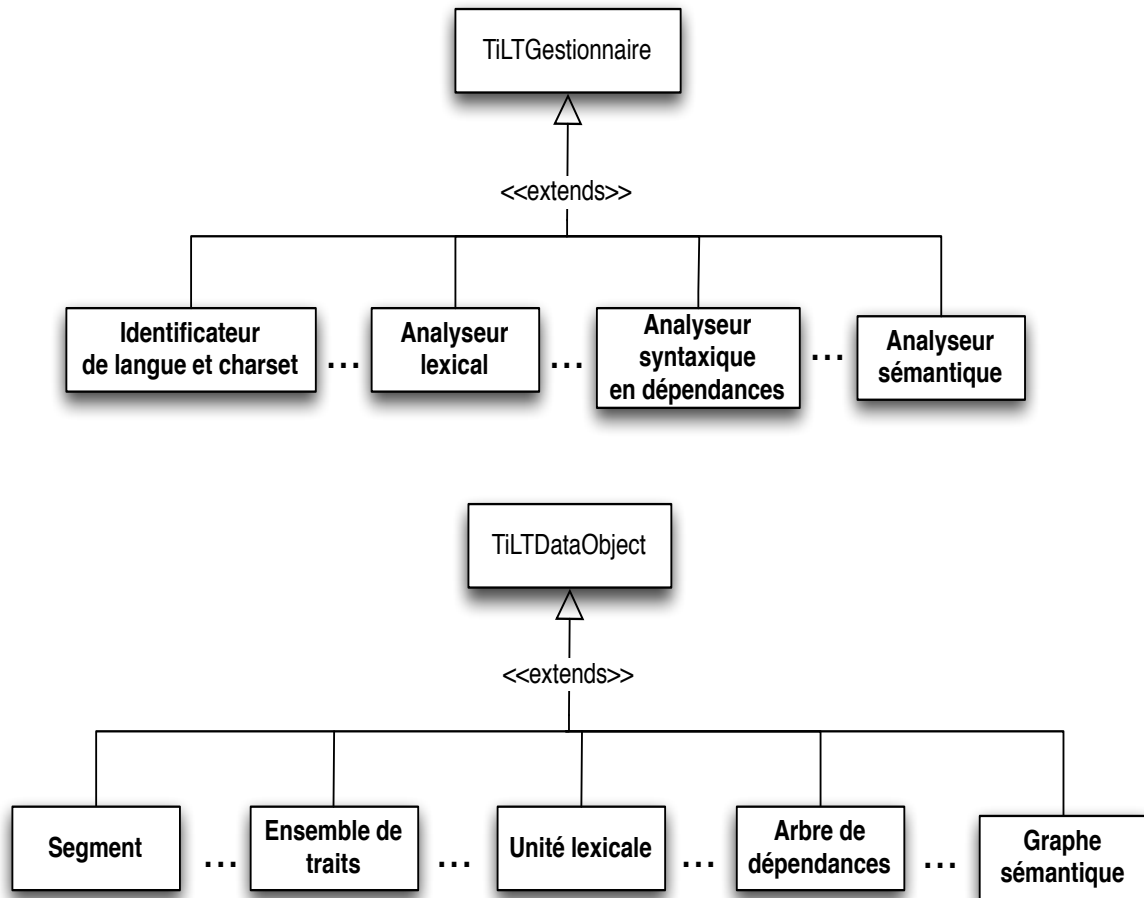 TiLTGestionnaire
<<extends>>
Identificateur
de langue et charset
...
Analyseur
lexical
...
Analyseur
syntaxique
en dépendances
...
Analyseur
sémantique
TiLTDataObject
<<extends>>
Segment
...
Ensemble de
traits
...
Unité lexicale
...
Arbre de
dépendances
...
Graphe
sémantique